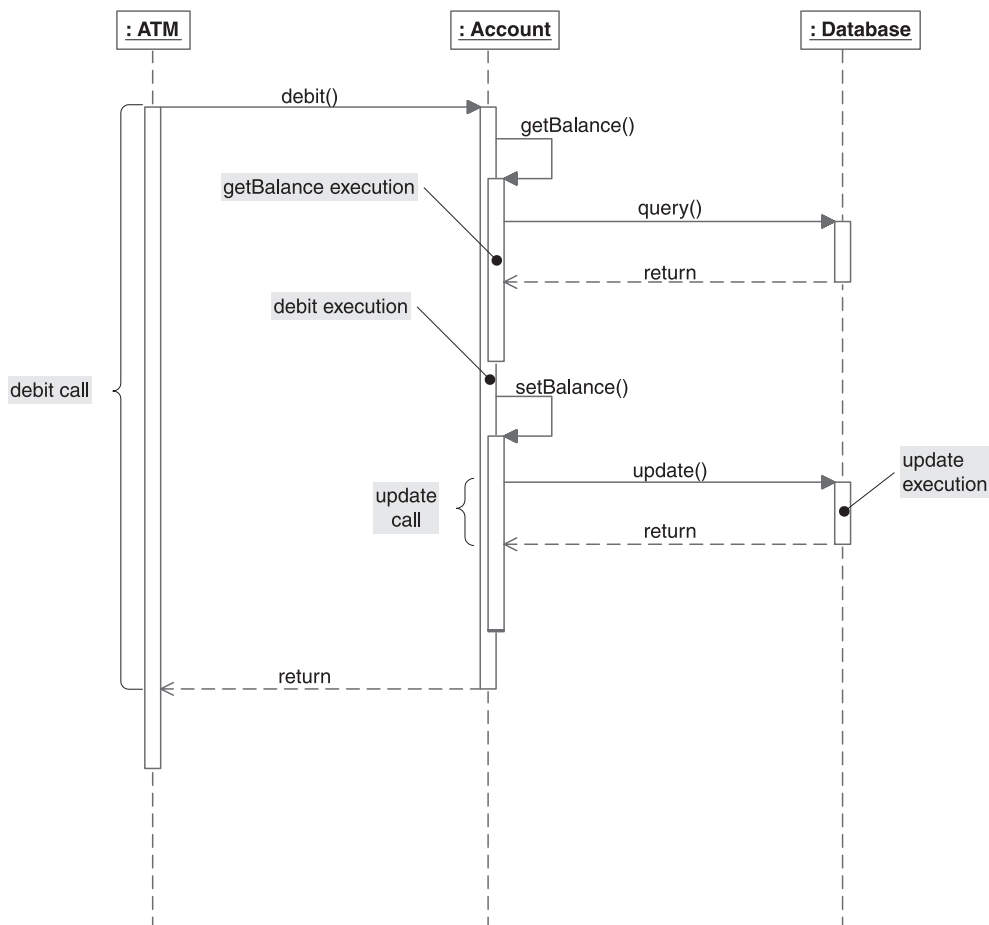 : ATM
: Account
: Database
debit()
getBalance()
getBalance execution
query()
return
debit execution
debit call
setBalance()
update()
update
execution
update
call
return
return